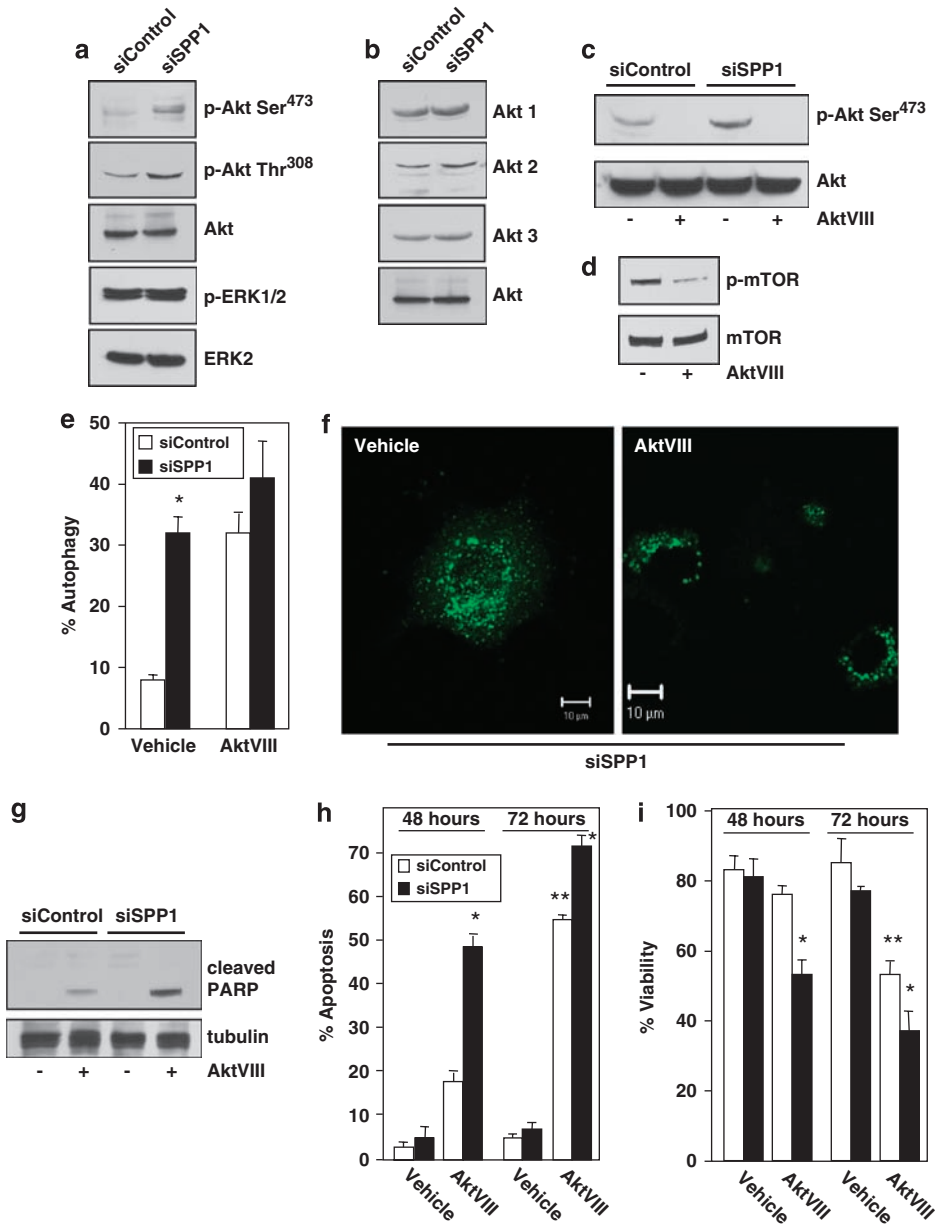 a
siControl
siSPP1
p-Akt Ser473
p-Akt Thr308
Akt
p-ERK1/2
ERK2
b
siControl
siSPP1
Akt 1
Akt 2
Akt 3
Akt
c
siControl siSPP1
p-Akt Ser473
Akt
- + - + AktVIII
d
p-mTOR
mTOR
- + AktVIII
e
50
40
30
20
10
0
% Autophagy
siControl
siSPP1
*
Vehicle AktVIII
f
Vehicle
10 µm
AktVIII
10 µm
siSPP1
g
siControl siSPP1
cleaved
PARP
tubulin
- + - + AktVIII
h
48 hours 72 hours
70
60
50
40
30
20
10
0
% Apoptosis
siControl
siSPP1
*
**
*
Vehicle
AktVIII
Vehicle
AktVIII
i
48 hours 72 hours
100
80
60
40
20
0
% Viability
*
**
*
Vehicle
AktVIII
Vehicle
AktVIII